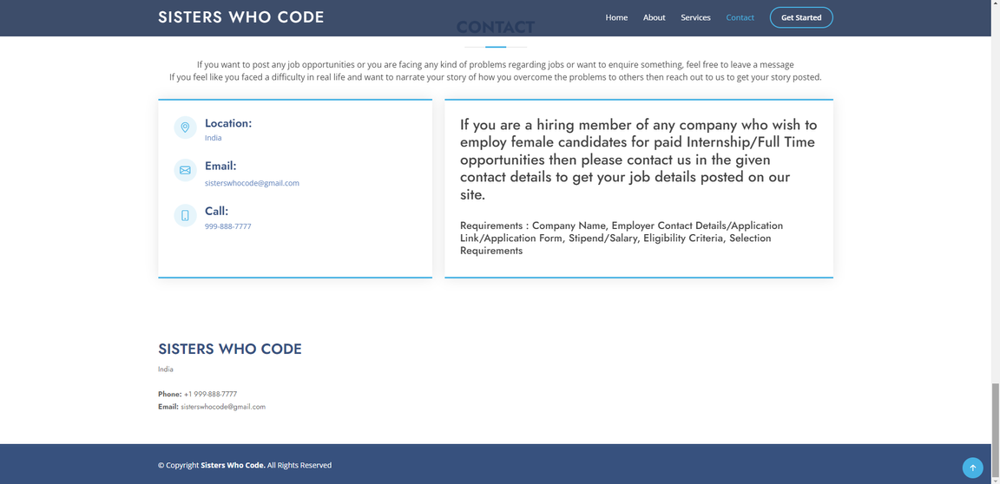 SISTERS WHO CODE
Home About Services Contact Get Started
CONTACT
If you want to post any job opportunities or you are facing any kind of problems regarding jobs or want to enquire something, feel free to leave a message
If you feel like you faced a difficulty in real life and want to narrate your story of how you overcome the problems to others then reach out to us to get your story posted.
Location:
India
Email:
sisterswhocode@gmail.com
Call:
999-888-7777
If you are a hiring member of any company who wish to
employ female candidates for paid Internship/Full Time
opportunities then please contact us in the given
contact details to get your job details posted on our
site.
Requirements : Company Name, Employer Contact Details/Application
Link/Application Form, Stipend/Salary, Eligibility Criteria, Selection
Requirements
SISTERS WHO CODE
India
Phone: +1 999-888-7777
Email: sisterswhocode@gmail.com
© Copyright Sisters Who Code. All Rights Reserved